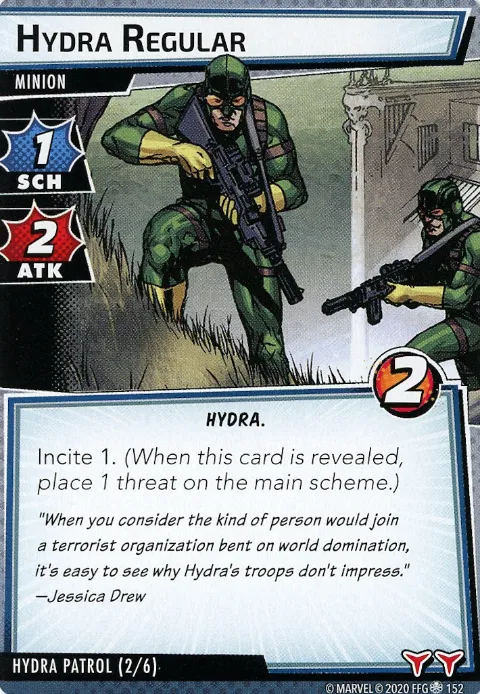 HYDRA REGULAR
MINION
1
SCH
2
ATK
2
HYDRA.
Incite 1. (When this card is revealed,
place 1 threat on the main scheme.)
"When you consider the kind of person would join
a terrorist organization bent on world domination,
it's easy to see why Hydra's troops don't impress."
—Jessica Drew
HYDRA PATROL (2/6)
© MARVEL © 2020 FFG 152